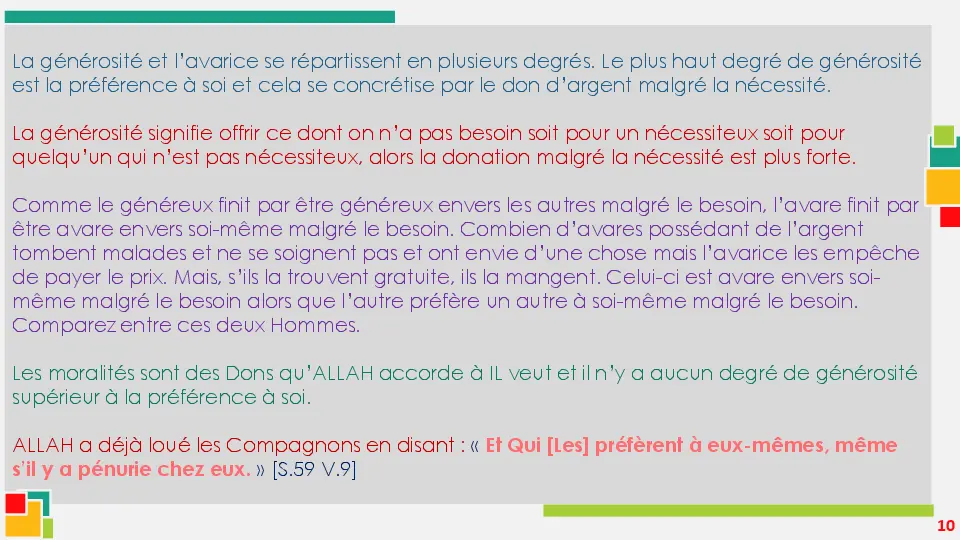 La générosité et l’avarice se répartissent en plusieurs degrés. Le plus haut degré de générosité
est la préférence à soi et cela se concrétise par le don d’argent malgré la nécessité.
La générosité signifie offrir ce dont on n’a pas besoin soit pour un nécessiteux soit pour
quelqu’un qui n’est pas nécessiteux, alors la donation malgré la nécessité est plus forte.
Comme le généreux finit par être généreux envers les autres malgré le besoin, l’avare finit par
être avare envers soi-même malgré le besoin. Combien d’avares possédant de l’argent
tombent malades et ne se soignent pas et ont envie d’une chose mais l’avarice les empêche
de payer le prix. Mais, s’ils la trouvent gratuite, ils la mangent. Celui-ci est avare envers soi-
même malgré le besoin alors que l’autre préfère un autre à soi-même malgré le besoin.
Comparez entre ces deux Hommes.
Les moralités sont des Dons qu’ALLAH accorde à IL veut et il n’y a aucun degré de générosité
supérieur à la préférence à soi.
ALLAH a déjà loué les Compagnons en disant : « Et Qui [Les] préfèrent à eux-mêmes, même
s’il y a pénurie chez eux. » [S.59 V.9]
10